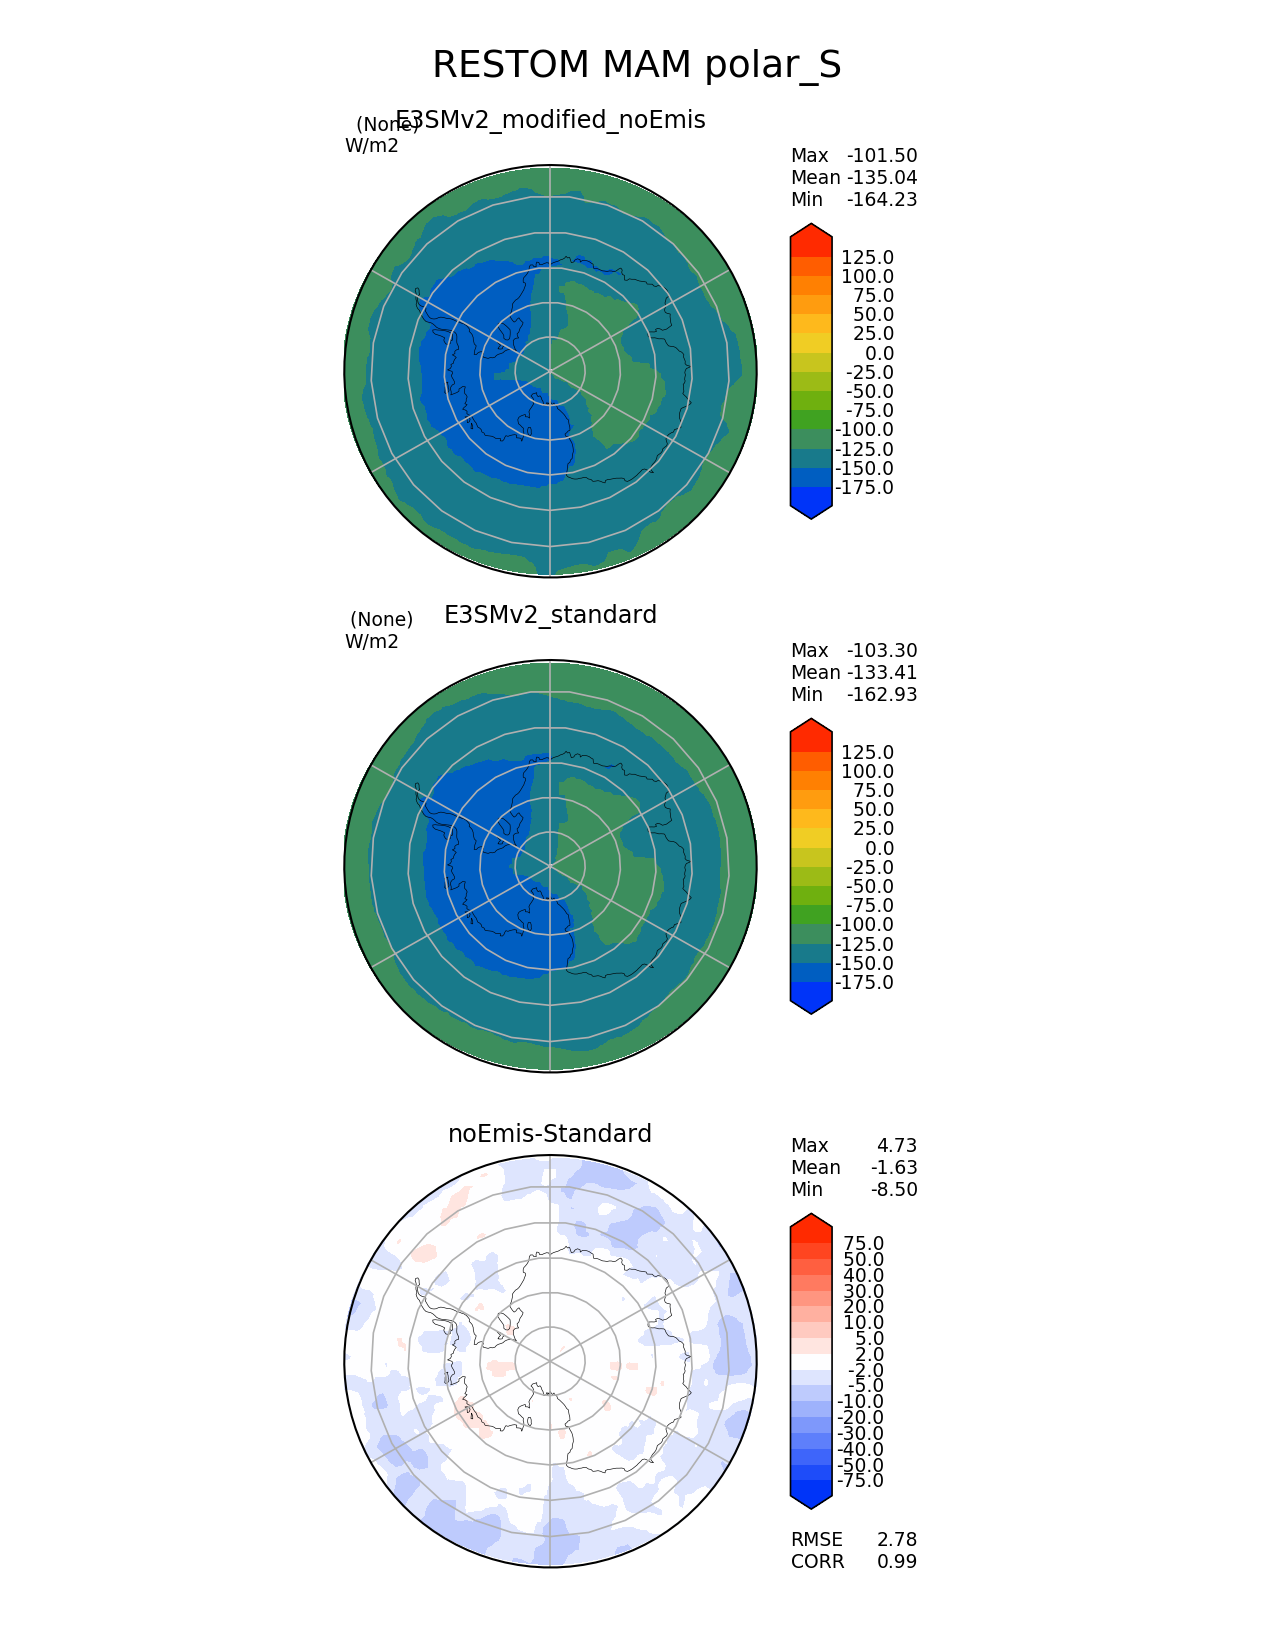 RESTOM MAM polar_S
E3SMv2_modified_noEmis
(None)
W/m2
Max -101.50
Mean -135.04
Min -164.23
125.0
100.0
75.0
50.0
25.0
0.0
-25.0
-50.0
-75.0
-100.0
-125.0
-150.0
-175.0
(None)
E3SMv2_standard
W/m2
Max -103.30
Mean -133.41
Min -162.93
125.0
100.0
75.0
50.0
25.0
0.0
-25.0
-50.0
-75.0
-100.0
-125.0
-150.0
-175.0
noEmis-Standard
Max 4.73
Mean -1.63
Min -8.50
75.0
50.0
40.0
30.0
20.0
10.0
5.0
2.0
-2.0
-5.0
-10.0
-20.0
-30.0
-40.0
-50.0
-75.0
RMSE 2.78
CORR 0.99